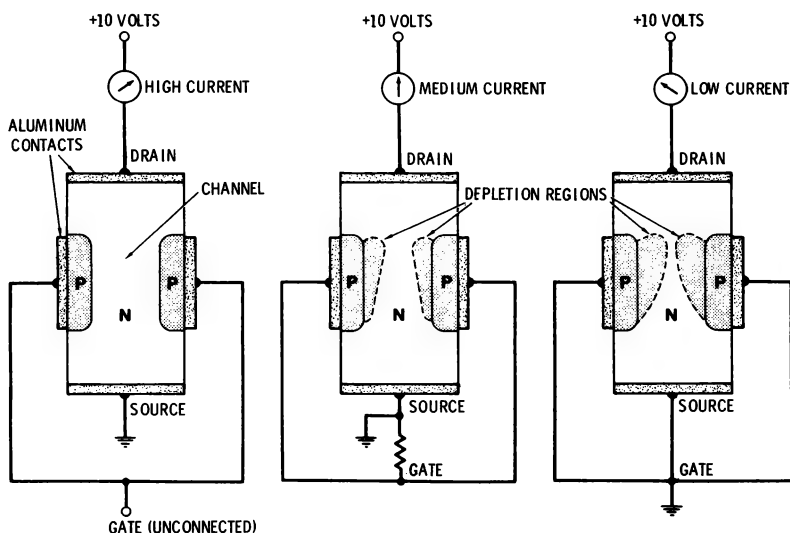 +10 VOLTS
HIGH CURRENT
ALUMINUM
CONTACTS
DRAIN
CHANNEL
P
P
N
SOURCE
GATE (UNCONNECTED)
+10 VOLTS
MEDIUM CURRENT
DRAIN
DEPLETION REGIONS
P
P
N
SOURCE
GATE
+10 VOLTS
LOW CURRENT
DRAIN
P
P
N
SOURCE
GATE